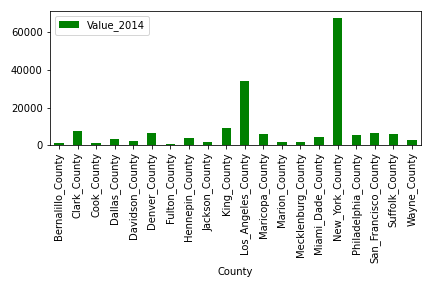 Value_2014
60000
40000
20000
0
Bernalillo_County
Clark_County
Cook_County
Dallas_County
Davidson_County
Denver_County
Fulton_County
Hennepin_County
Jackson_County
King_County
Los_Angeles_County
Maricopa_County
Marion_County
Mecklenburg_County
Miami_Dade_County
New_York_County
Philadelphia_County
San_Francisco_County
Suffolk_County
Wayne_County
County